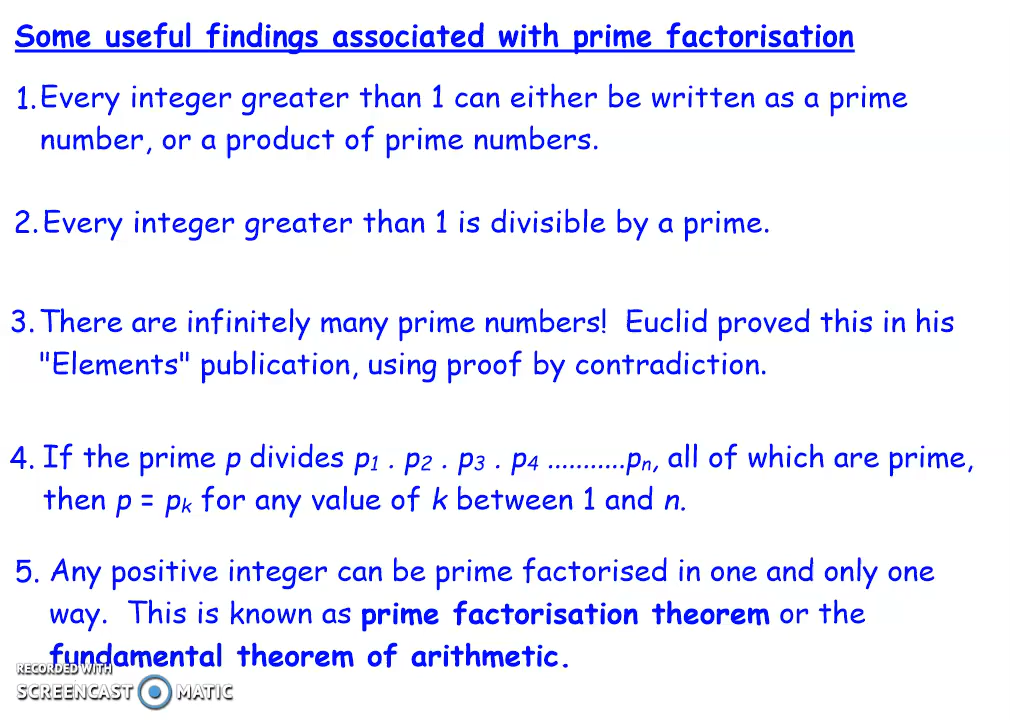 Some useful findings associated with prime factorisation
1. Every integer greater than 1 can either be written as a prime
number, or a product of prime numbers.
2. Every integer greater than 1 is divisible by a prime.
3. There are infinitely many prime numbers! Euclid proved this in his
"Elements" publication, using proof by contradiction.
4. If the prime p divides p₁ . p₂ . p₃ . p₄ ...........pₙ, all of which are prime,
then p = pₖ for any value of k between 1 and n.
5. Any positive integer can be prime factorised in one and only one
way. This is known as prime factorisation theorem or the
fundamental theorem of arithmetic.
RECORDED WITH
SCREENCAST MATIC